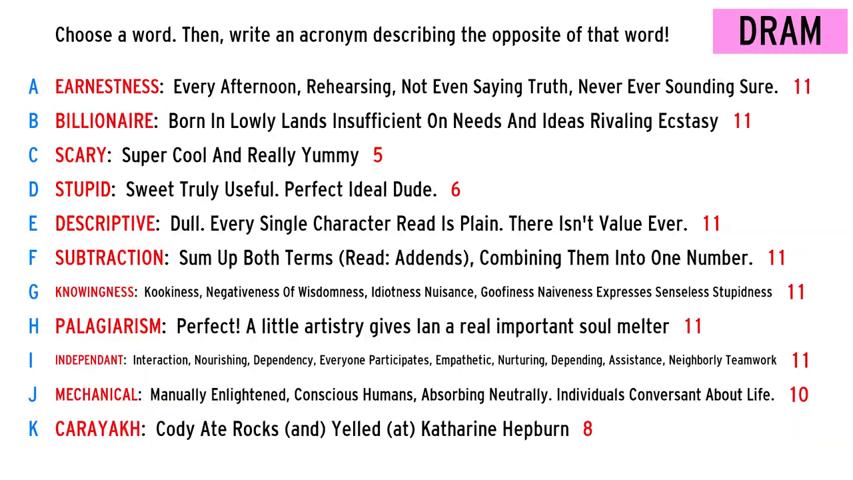 Choose a word. Then, write an acronym describing the opposite of that word!
DRAM
A EARNESTNESS: Every Afternoon, Rehearsing, Not Even Saying Truth, Never Ever Sounding Sure. 11
B BILLIONAIRE: Born In Lowly Lands Insufficient On Needs And Ideas Rivaling Ecstasy 11
C SCARY: Super Cool And Really Yummy 5
D STUPID: Sweet Truly Useful. Perfect Ideal Dude. 6
E DESCRIPTIVE: Dull. Every Single Character Read Is Plain. There Isn't Value Ever. 11
F SUBTRACTION: Sum Up Both Terms (Read: Addends), Combining Them Into One Number. 11
G KNOWINGNESS: Kookiness, Negativeness Of Wisdomness, Idiotness Nuisance, Goofiness Naiveness Expresses Senseless Stupidness 11
H PALAGIARISM: Perfect! A little artistry gives Ian a real important soul melter 11
I INDEPENDANT: Interaction, Nourishing, Dependency, Everyone Participates, Empathetic, Nurturing, Depending, Assistance, Neighborly Teamwork 11
J MECHANICAL: Manually Enlightened, Conscious Humans, Absorbing Neutrally. Individuals Conversant About Life. 10
K CARAYAKH: Cody Ate Rocks (and) Yelled (at) Katharine Hepburn 8